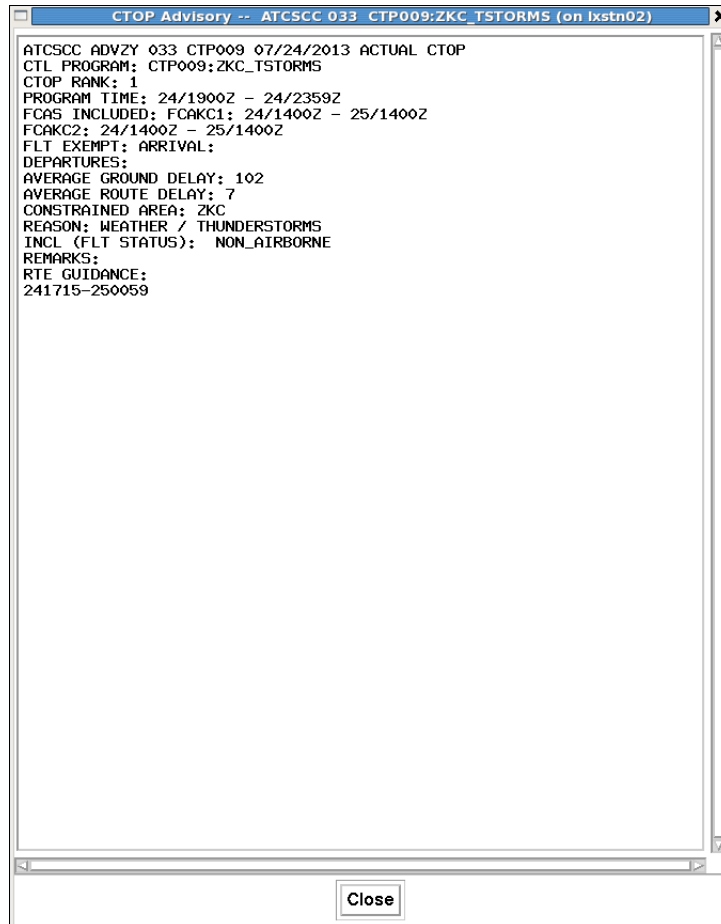 CTOP Advisory -- ATCSCC 033 CTP009:ZKC_TSTORMS (on lxstn02)
ATCSCC ADVZY 033 CTP009 07/24/2013 ACTUAL CTOP
CTL PROGRAM: CTP009:ZKC_TSTORMS
CTOP RANK: 1
PROGRAM TIME: 24/1900Z - 24/2359Z
FCAS INCLUDED: FCAKC1: 24/1400Z - 25/1400Z
FCAKC2: 24/1400Z - 25/1400Z
FLT EXEMPT: ARRIVAL:
DEPARTURES:
AVERAGE GROUND DELAY: 102
AVERAGE ROUTE DELAY: 7
CONSTRAINED AREA: ZKC
REASON: WEATHER / THUNDERSTORMS
INCL (FLT STATUS):  NON_AIRBORNE
REMARKS:
RTE GUIDANCE:
241715-250059
Close